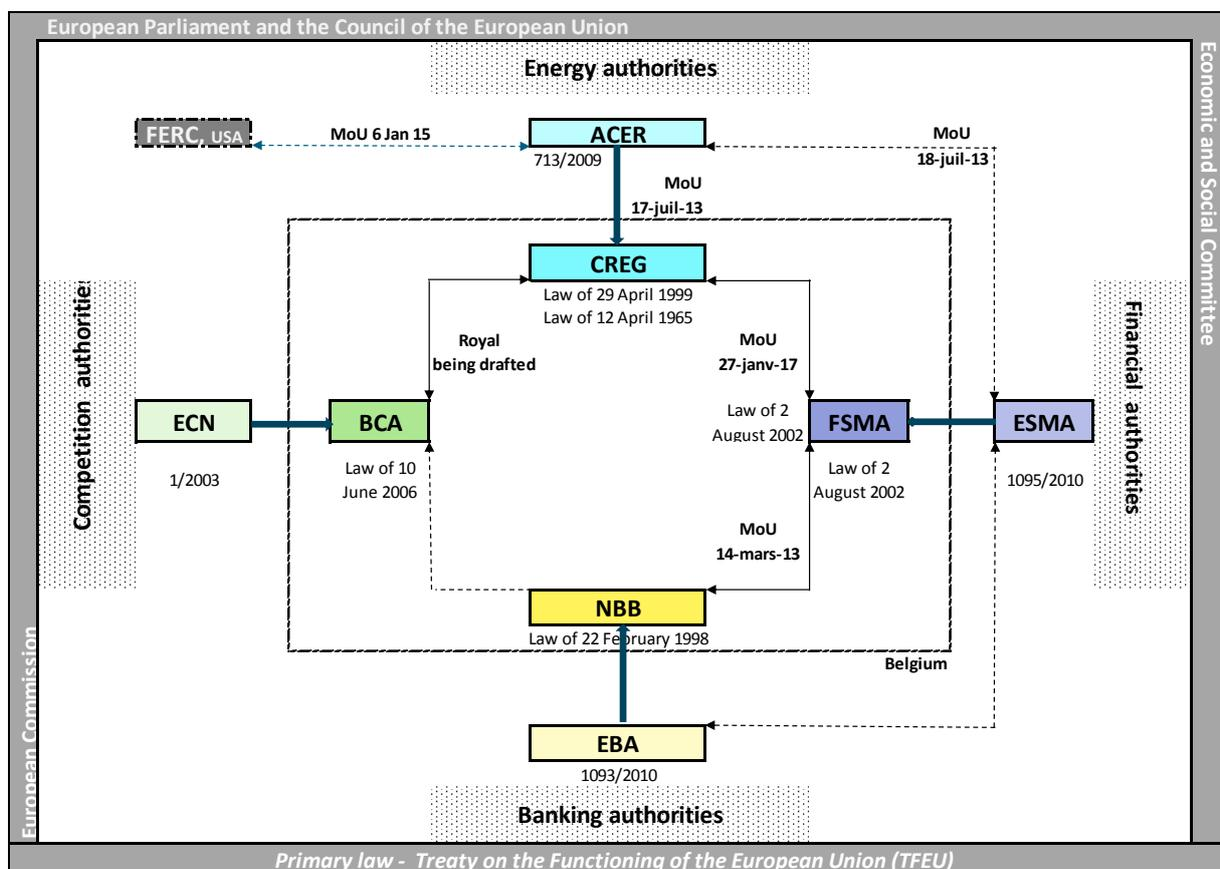 European Parliament and the Council of the European Union
Energy authorities
Economic and Social Committee
FERC, USA
MoU 6 Jan 15
ACER
MoU
18-juil-13
713/2009
MoU
17-juil-13
CREG
Law of 29 April 1999
Law of 12 April 1965
Competition authoritie
Financial authorities
Royal
being drafted
MoU
27-janv-17
ECN
BCA
Law of 2
August 2002
FSMA
ESMA
1/2003
Law of 10
June 2006
Law of 2
August 2002
1095/2010
MoU
14-mars-13
NBB
Law of 22 February 1998
Belgium
European Commission
EBA
1093/2010
Banking authorities
Primary law - Treaty on the Functioning of the European Union (TFEU)